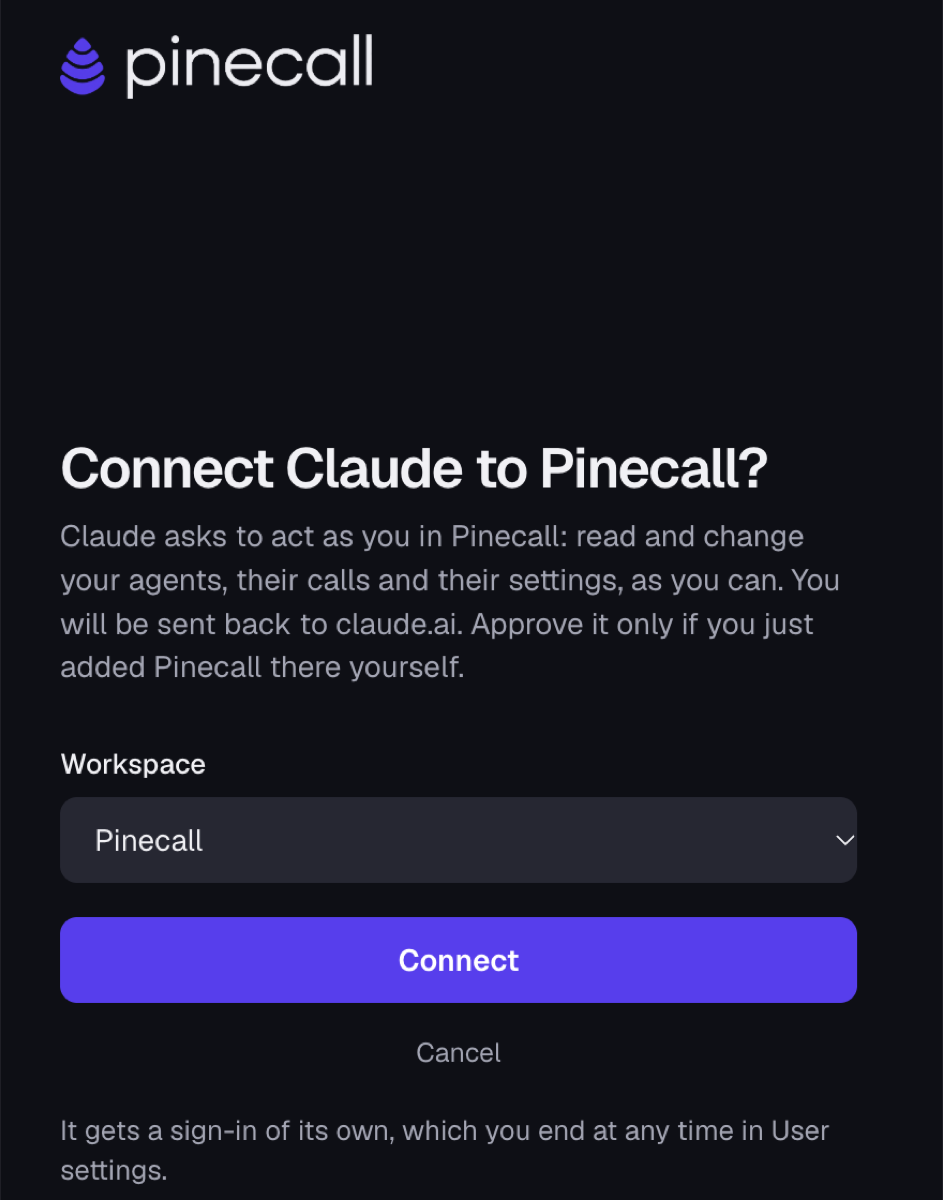 pinecall
Connect Claude to Pinecall?
Claude asks to act as you in Pinecall: read and change
your agents, their calls and their settings, as you can. You
will be sent back to claude.ai. Approve it only if you just
added Pinecall there yourself.
Workspace
Pinecall
Connect
Cancel
It gets a sign-in of its own, which you end at any time in User
settings.